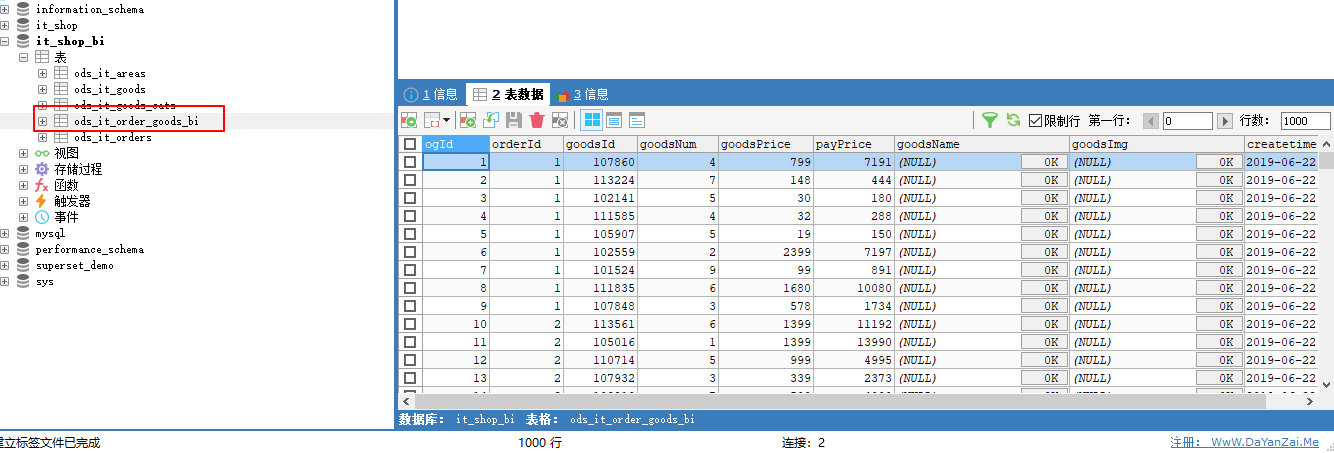 information_schema
it_shop
it_shop_bi
表
ods_it_areas
ods_it_goods
ods_it_goods_cats
ods_it_order_goods_bi
ods_it_orders
视图
存储过程
函数
触发器
事件
mysql
performance_schema
superset_demo
sys
1 信息 2 表数据 3 信息
限制行 第一行: 0 行数: 1000
ogId orderId goodsId goodsNum goodsPrice payPrice goodsName goodsImg createtime
1 1 107860 4 799 7191 (NULL) 0K (NULL) 0K 2019-06-22
2 1 113224 7 148 444 (NULL) 0K (NULL) 0K 2019-06-22
3 1 102141 5 30 180 (NULL) 0K (NULL) 0K 2019-06-22
4 1 111585 4 32 288 (NULL) 0K (NULL) 0K 2019-06-22
5 1 105907 5 19 150 (NULL) 0K (NULL) 0K 2019-06-22
6 1 102559 2 2399 7197 (NULL) 0K (NULL) 0K 2019-06-22
7 1 101524 9 99 891 (NULL) 0K (NULL) 0K 2019-06-22
8 1 111835 6 1680 10080 (NULL) 0K (NULL) 0K 2019-06-22
9 1 107848 3 578 1734 (NULL) 0K (NULL) 0K 2019-06-22
10 2 113561 6 1399 11192 (NULL) 0K (NULL) 0K 2019-06-22
11 2 105016 1 1399 13990 (NULL) 0K (NULL) 0K 2019-06-22
12 2 110714 5 999 4995 (NULL) 0K (NULL) 0K 2019-06-22
13 2 107932 3 339 2373 (NULL) 0K (NULL) 0K 2019-06-22
数据库: it_shop_bi 表格: ods_it_order_goods_bi
建立标签文件已完成 1000 行 连接: 2 注册: WwW.DaYanZai.Me